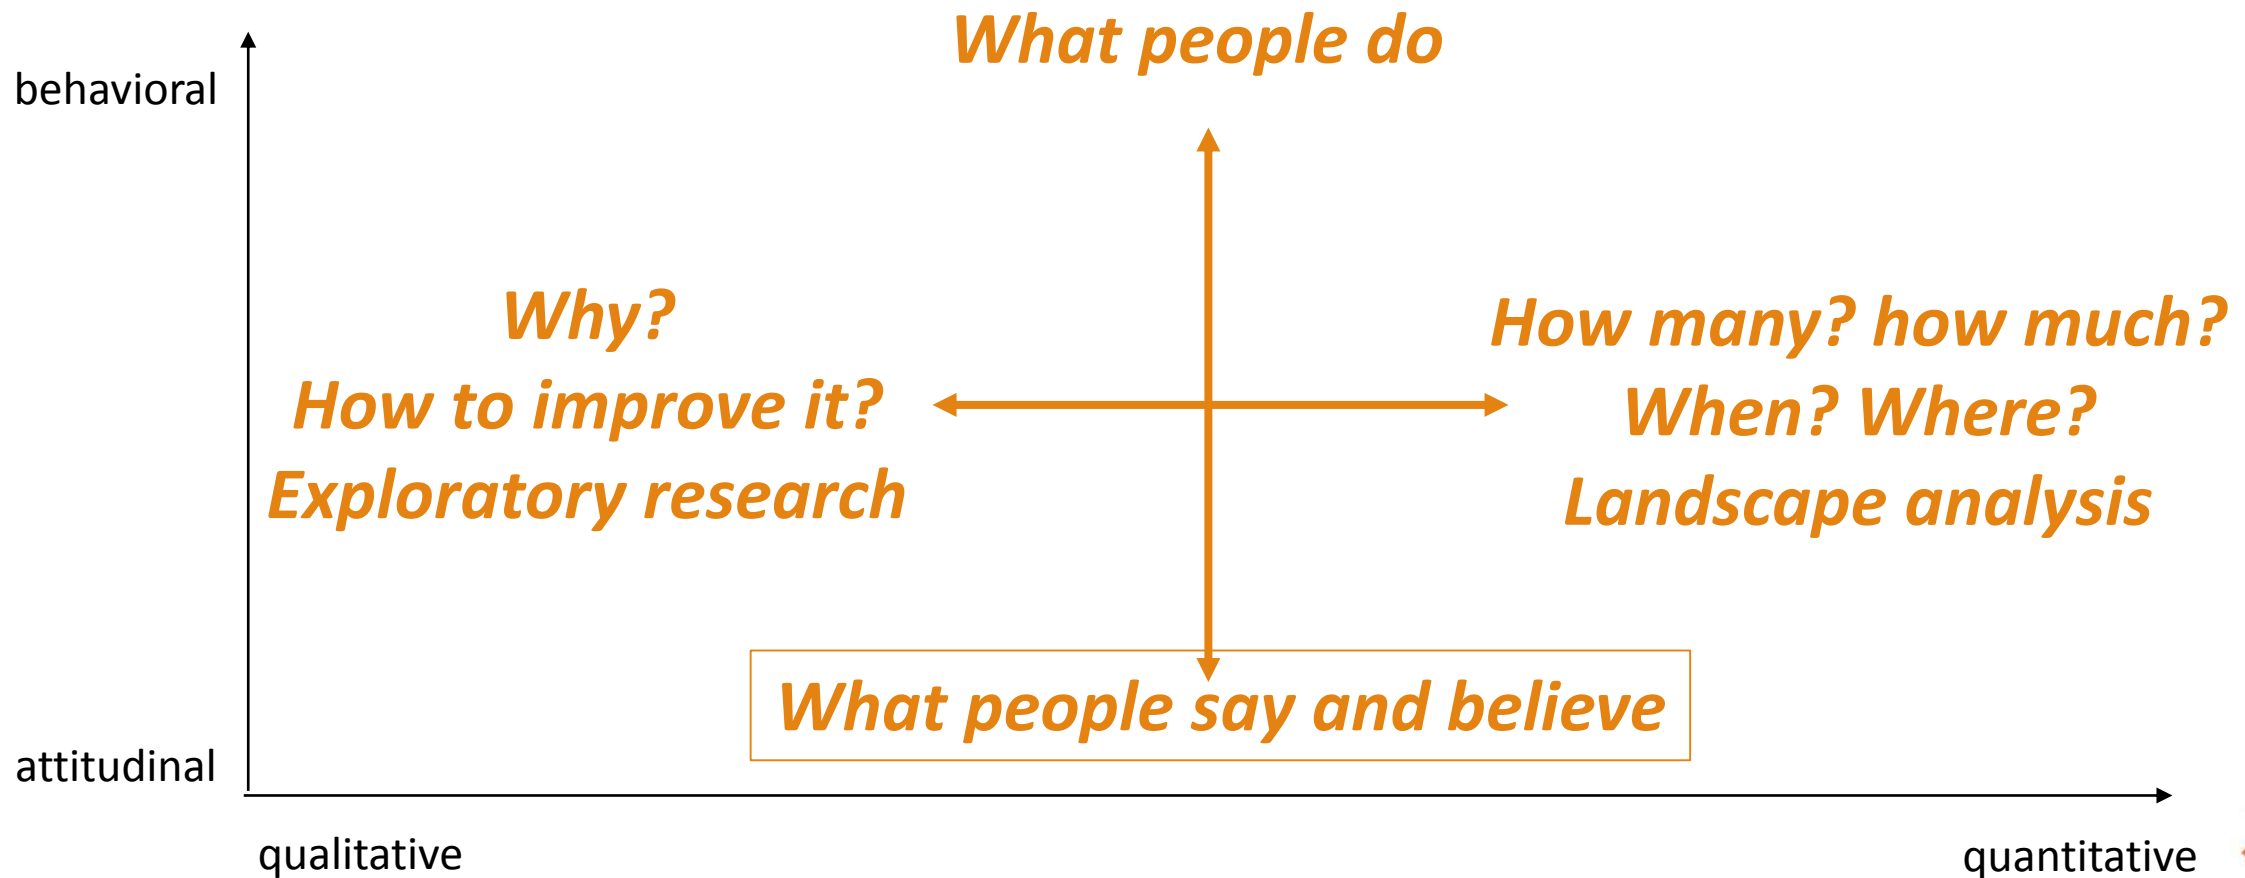 What people do
behavioral
Why?
How to improve it?
Exploratory research
How many? how much?
When? Where?
Landscape analysis
What people say and believe
attitudinal
qualitative
quantitative